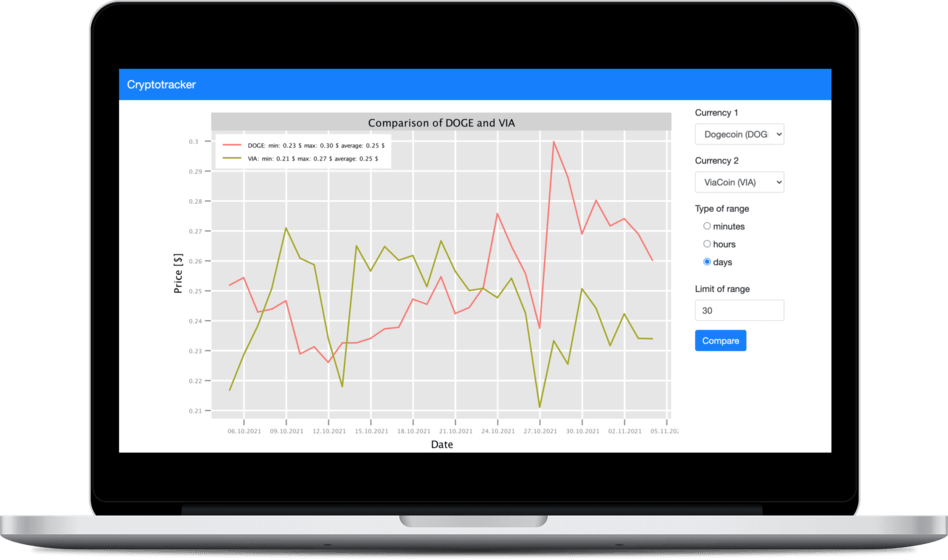 Cryptotracker
Comparison of DOGE and VIA
DOGE: min: 0.23 $ max: 0.30 $ average: 0.25 $
VIA: min: 0.21 $ max: 0.27 $ average: 0.25 $
Price [$]
0.3
0.29
0.28
0.27
0.26
0.25
0.24
0.23
0.22
0.21
06.10.2021 09.10.2021 12.10.2021 15.10.2021 18.10.2021 21.10.2021 24.10.2021 27.10.2021 30.10.2021 02.11.2021 05.11.202
Date
Currency 1
Dogecoin (DOG
Currency 2
ViaCoin (VIA)
Type of range
minutes
hours
days
Limit of range
30
Compare